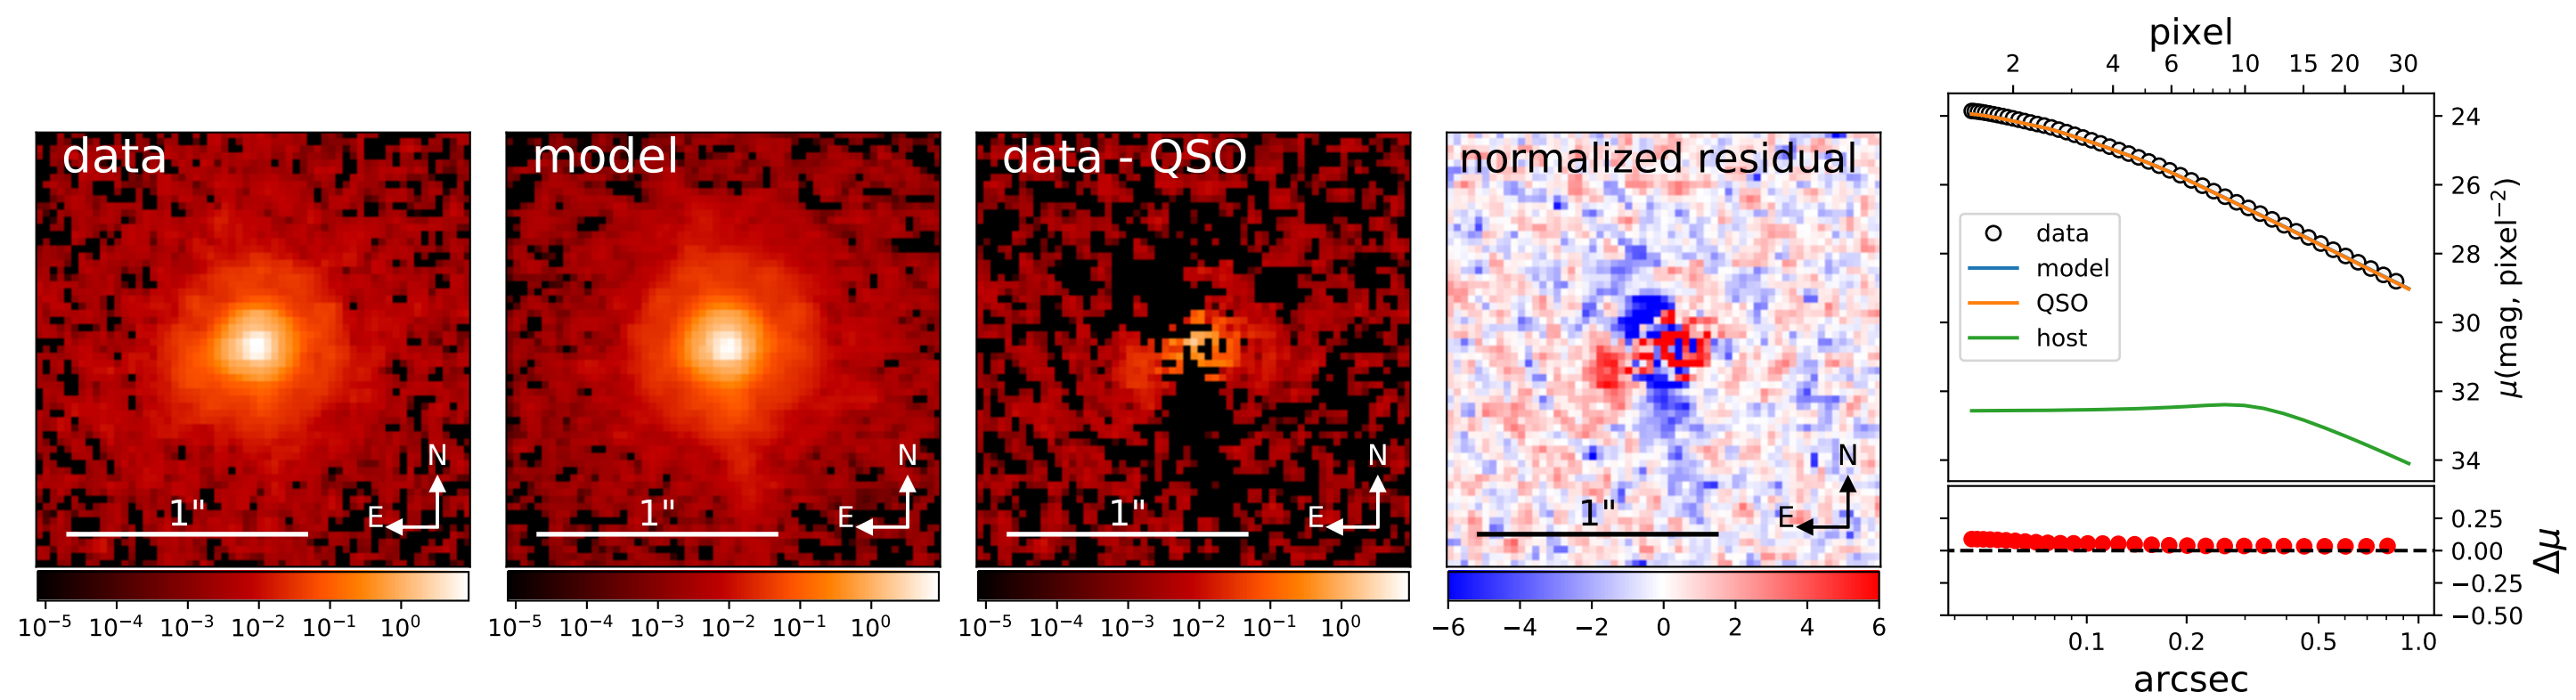 data
1"
N
E
10⁻⁵ 10⁻⁴ 10⁻³ 10⁻² 10⁻¹ 10⁰
model
1"
N
E
10⁻⁵ 10⁻⁴ 10⁻³ 10⁻² 10⁻¹ 10⁰
data - QSO
1"
N
E
10⁻⁵ 10⁻⁴ 10⁻³ 10⁻² 10⁻¹ 10⁰
normalized residual
1"
N
E
−6 −4 −2 0 2 4 6
pixel
2 4 6 10 15 20 30
data
model
QSO
host
24
26
28
30
32
34
μ(mag, pixel⁻²)
0.25
0.00
−0.25
−0.50
Δμ
0.1 0.2 0.5 1.0
arcsec